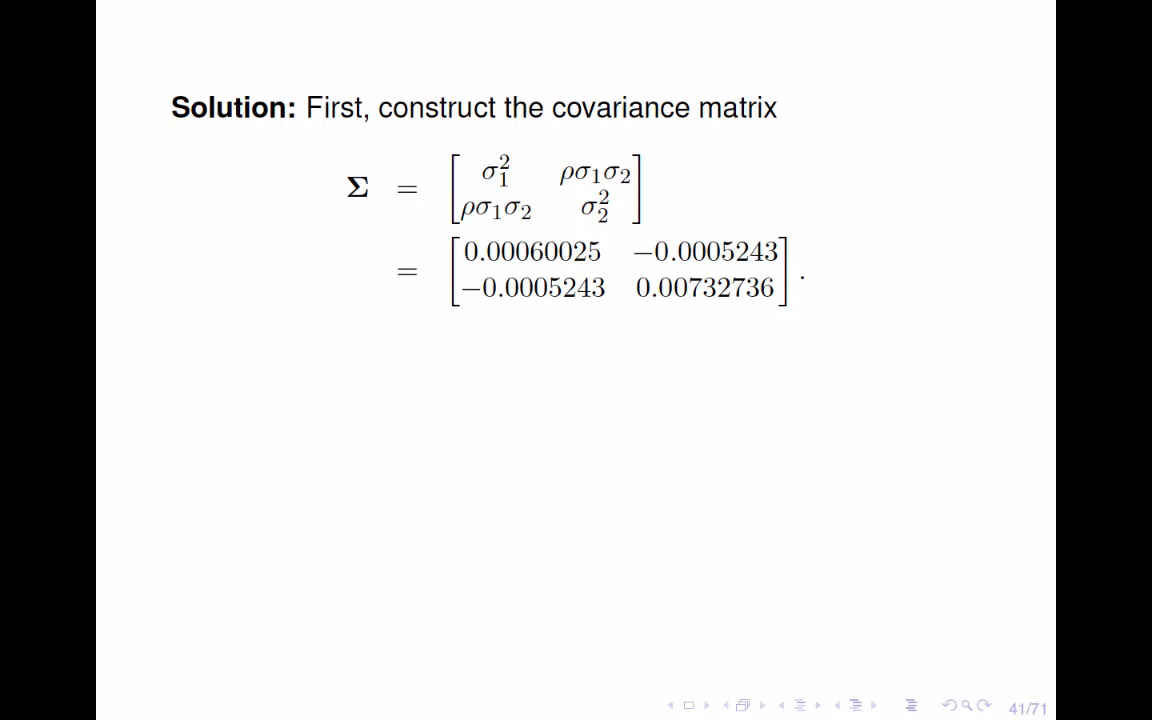 Solution: First, construct the covariance matrix
Σ = [σ₁² ρσ₁σ₂
ρσ₁σ₂ σ₂²]
= [0.00060025 −0.0005243
−0.0005243 0.00732736].
41/71